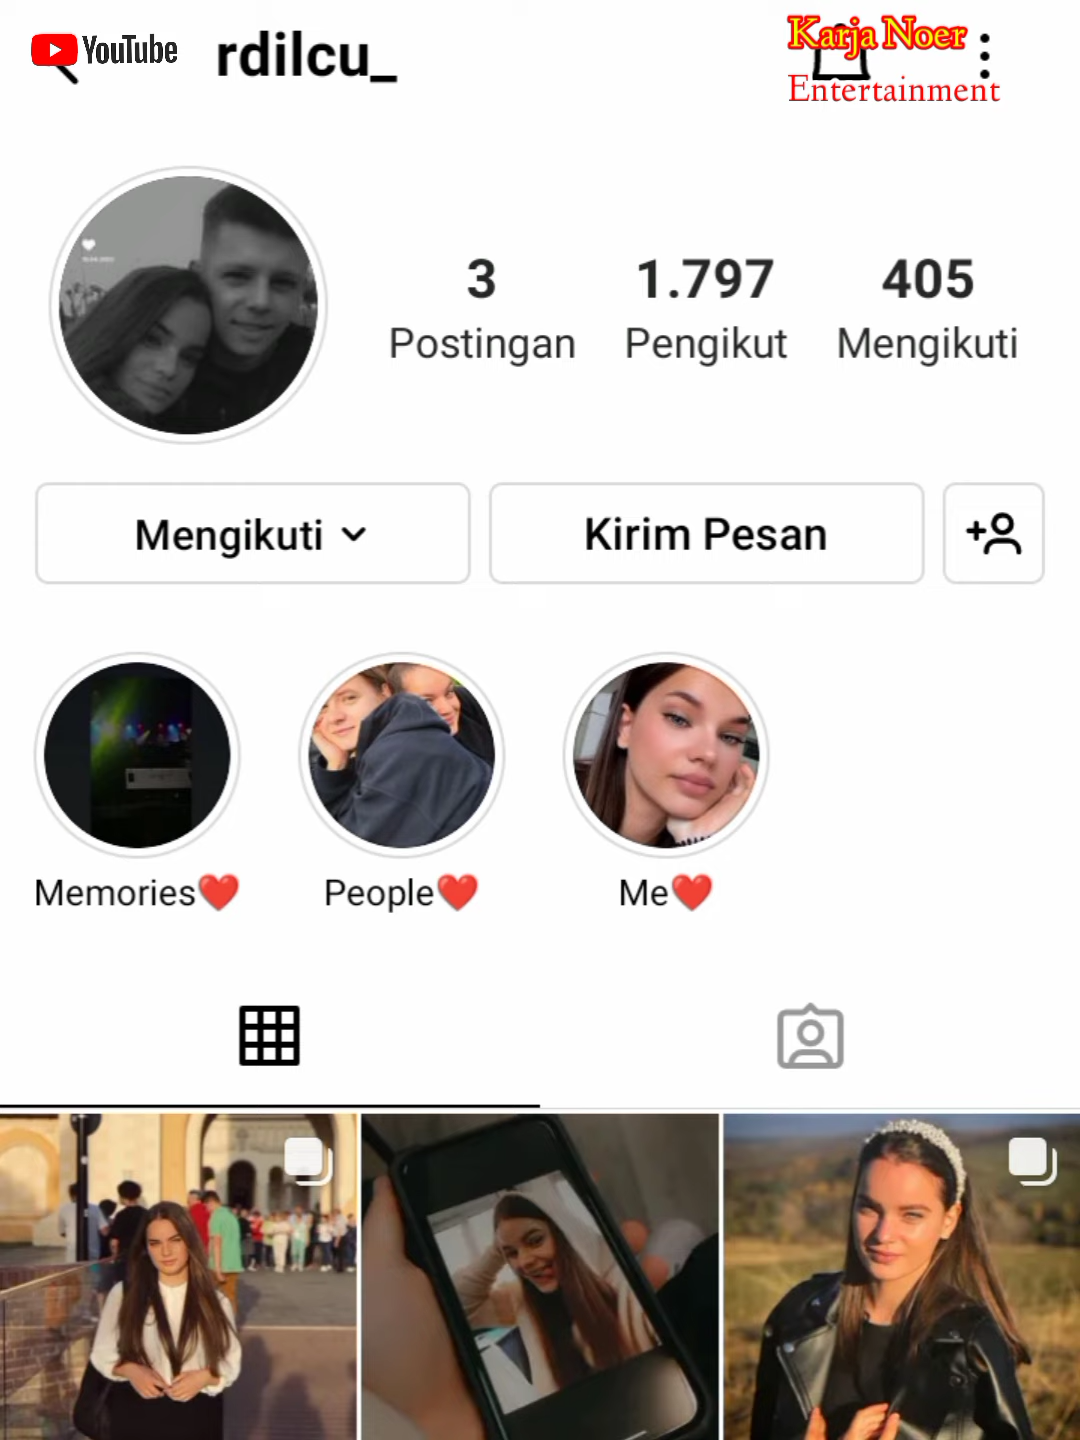 YouTube
rdilcu_
Karja Noer
Entertainment
3
Postingan
1.797
Pengikut
405
Mengikuti
Mengikuti
Kirim Pesan
Memories❤️
People❤️
Me❤️